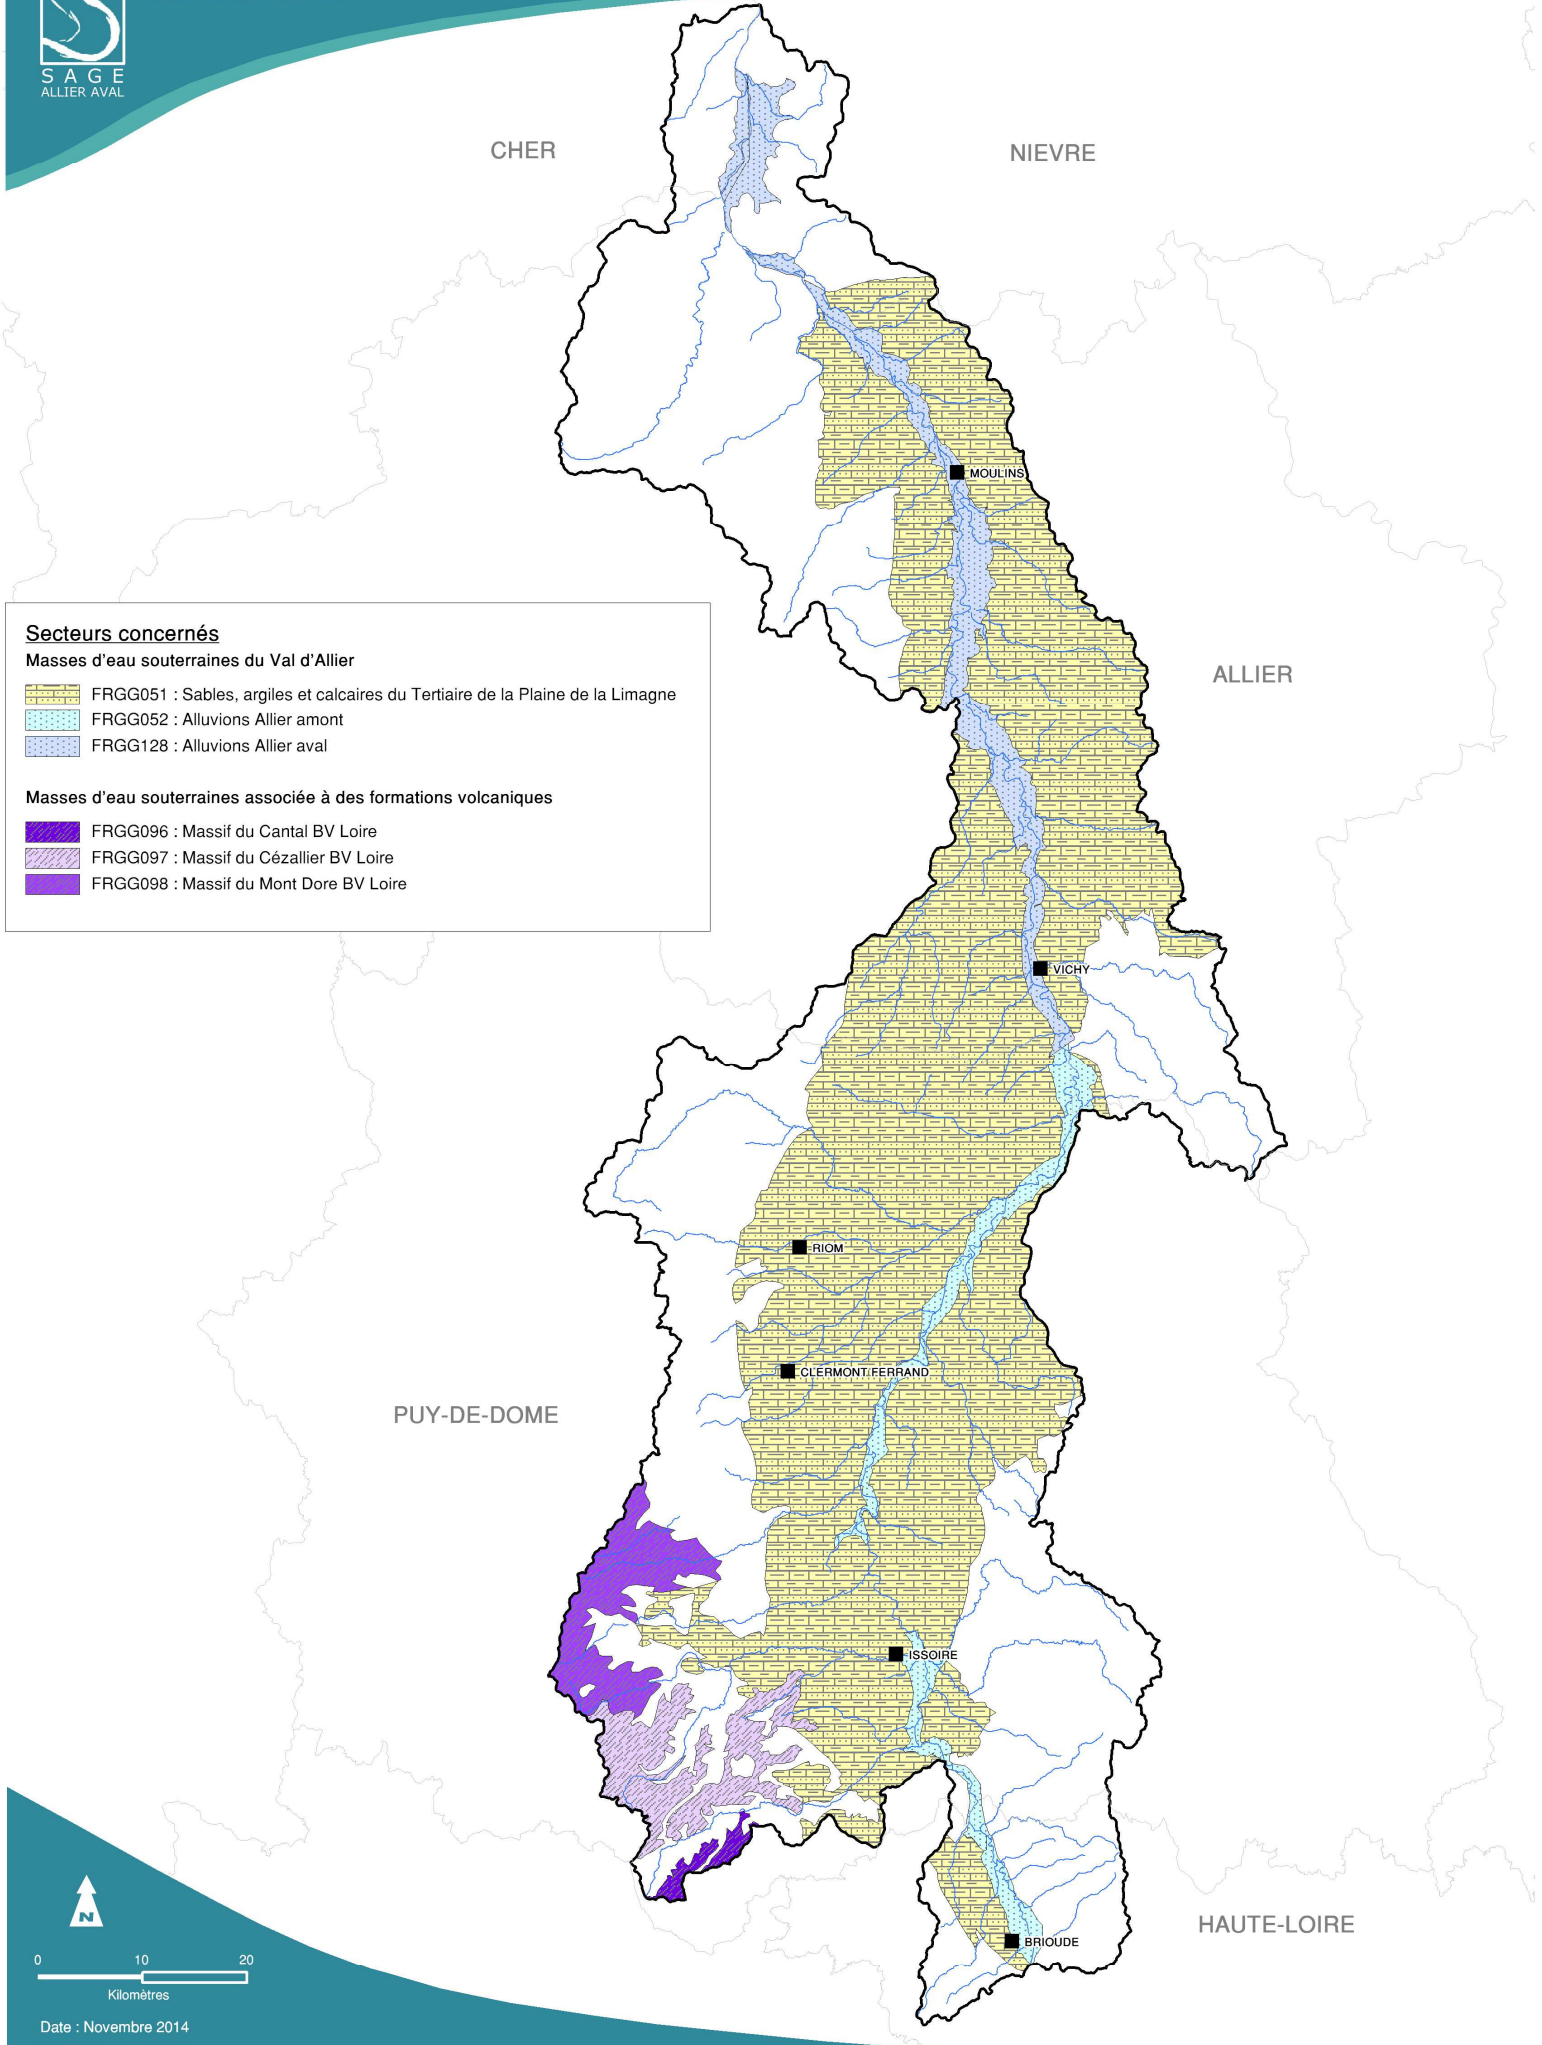 SAGE
ALLIER AVAL
CHER
NIEVRE
MOULINS
Secteurs concernés
Masses d'eau souterraines du Val d'Allier
FRGG051 : Sables, argiles et calcaires du Tertiaire de la Plaine de la Limagne
FRGG052 : Alluvions Allier amont
FRGG128 : Alluvions Allier aval
Masses d'eau souterraines associée à des formations volcaniques
FRGG096 : Massif du Cantal BV Loire
FRGG097 : Massif du Cézallier BV Loire
FRGG098 : Massif du Mont Dore BV Loire
ALLIER
VICHY
RIOM
CLERMONT FERRAND
PUY-DE-DOME
ISSOIRE
HAUTE-LOIRE
BRIOUDE
N
0 10 20
Kilomètres
Date : Novembre 2014